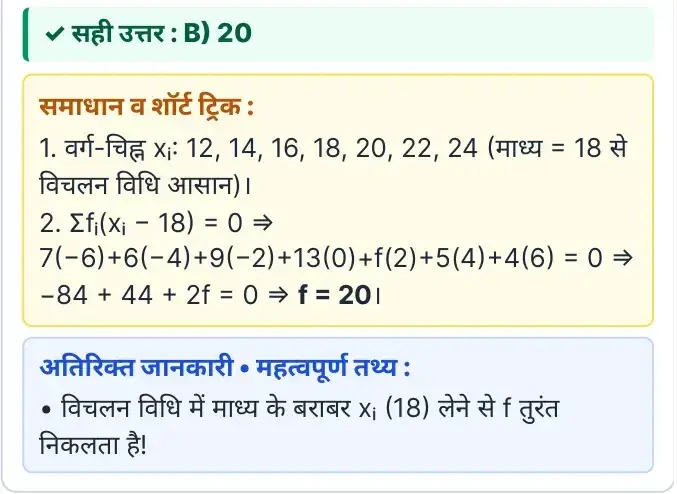 ✓ सही उत्तर : B) 20
समाधान व शॉर्ट ट्रिक :
1. वर्ग-चिह्न xᵢ: 12, 14, 16, 18, 20, 22, 24 (माध्य = 18 से
विचलन विधि आसान)।
2. Σfᵢ(xᵢ − 18) = 0 ⇒
7(−6)+6(−4)+9(−2)+13(0)+f(2)+5(4)+4(6) = 0 ⇒
−84 + 44 + 2f = 0 ⇒ f = 20।
अतिरिक्त जानकारी • महत्वपूर्ण तथ्य :
• विचलन विधि में माध्य के बराबर xᵢ (18) लेने से f तुरंत
निकलता है!